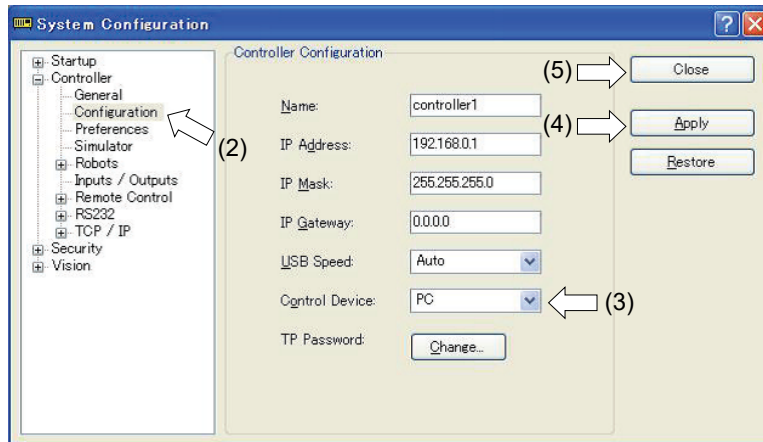 System Configuration
Startup
Controller
General
Configuration
Preferences
Simulator
Robots
Inputs / Outputs
Remote Control
RS232
TCP / IP
Security
Vision
(2)
Controller Configuration
Name: controller1
IP Address: 192.168.0.1
IP Mask: 255.255.255.0
IP Gateway: 0.0.0.0
USB Speed: Auto
Control Device: PC
(3)
TP Password: Change...
(5)
Close
(4)
Apply
Restore